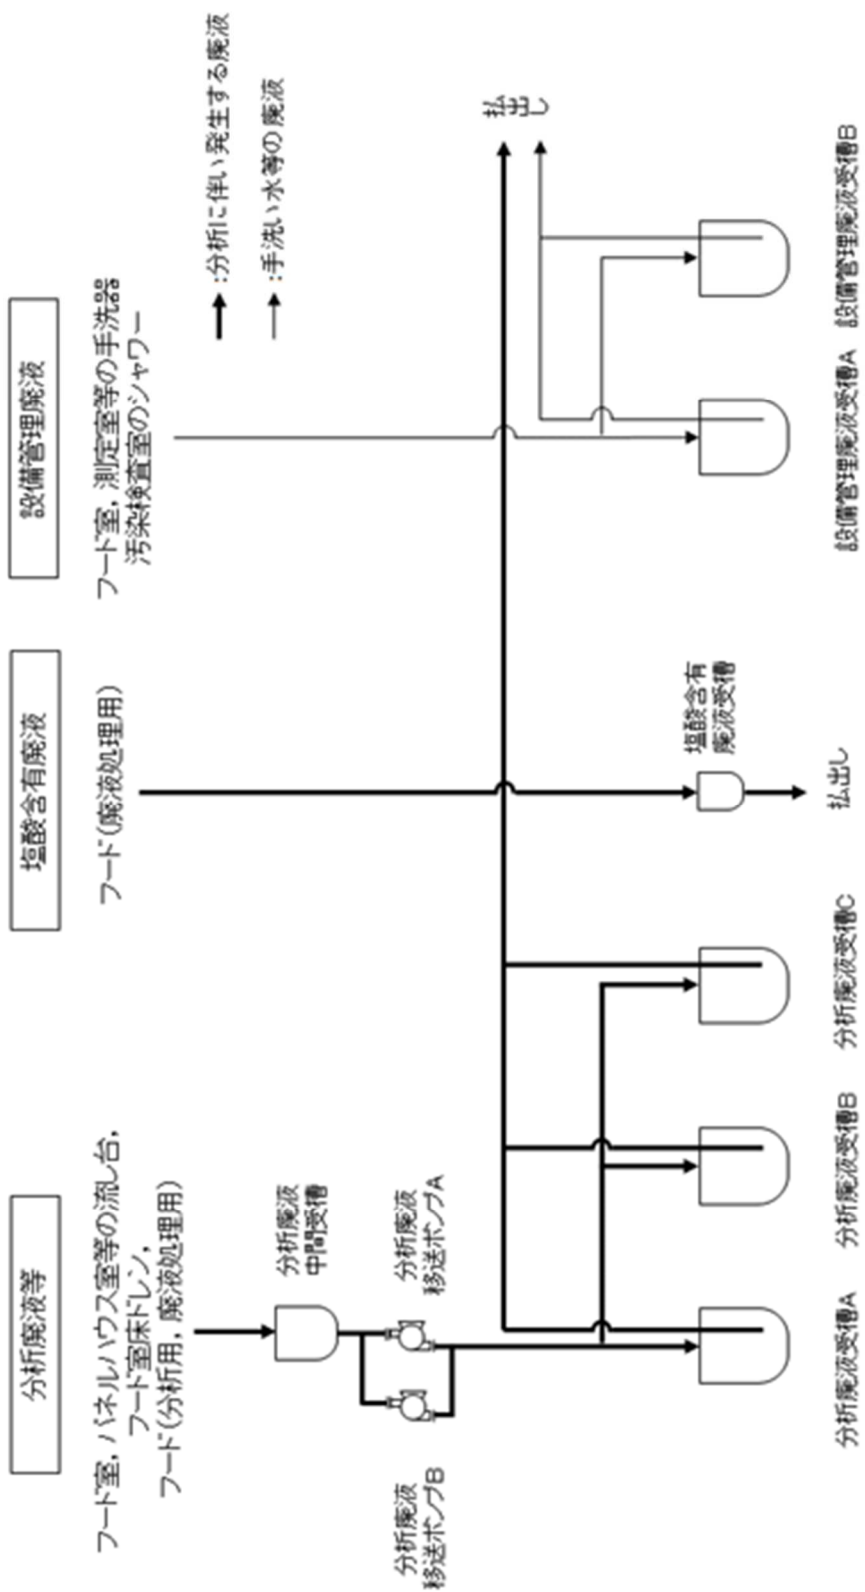 分析廃液等
フード室，パネルハウス室等の流し台，
フード室床ドレン，
フード（分析用，廃液処理用）
分析廃液
中間受槽
分析廃液
移送ポンプB
分析廃液
移送ポンプA
分析廃液受槽A
分析廃液受槽B
分析廃液受槽C
塩酸含有廃液
フード（廃液処理用）
塩酸含有
廃液受槽
払出し
設備管理廃液
フード室，測定室等の手洗器
汚染検査室のシャワー
：分析に伴い発生する廃液
：手洗い水等の廃液
払出し
設備管理廃液受槽A
設備管理廃液受槽B